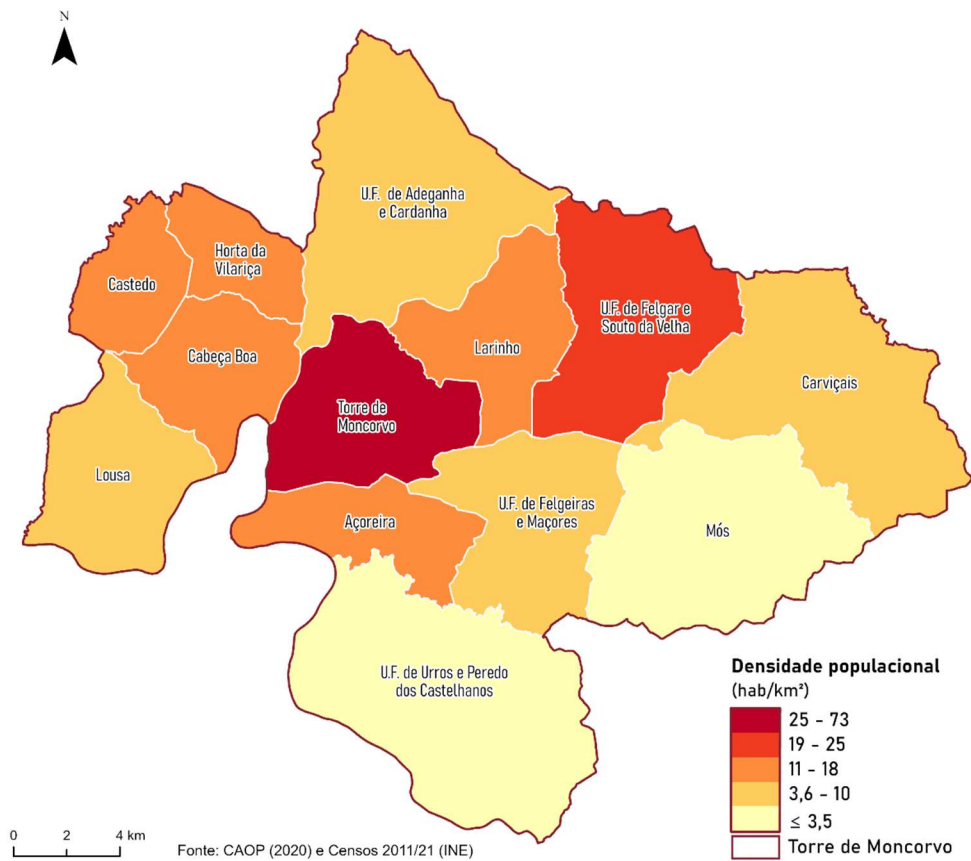 N
U.F. de Adeganha
e Cardanha
Horta da
Vilariça
Castedo
U.F. de Felgar e
Souto da Velha
Larinho
Cabeça Boa
Carviçais
Torre de
Moncorvo
Lousa
U.F. de Felgeiras
e Maçores
Açoreira
Mós
U.F. de Urros e Peredo
dos Castelhanos
Densidade populacional
(hab/km²)
25 - 73
19 - 25
11 - 18
3,6 - 10
≤ 3,5
Torre de Moncorvo
0 2 4 km
Fonte: CAOP (2020) e Censos 2011/21 (INE)